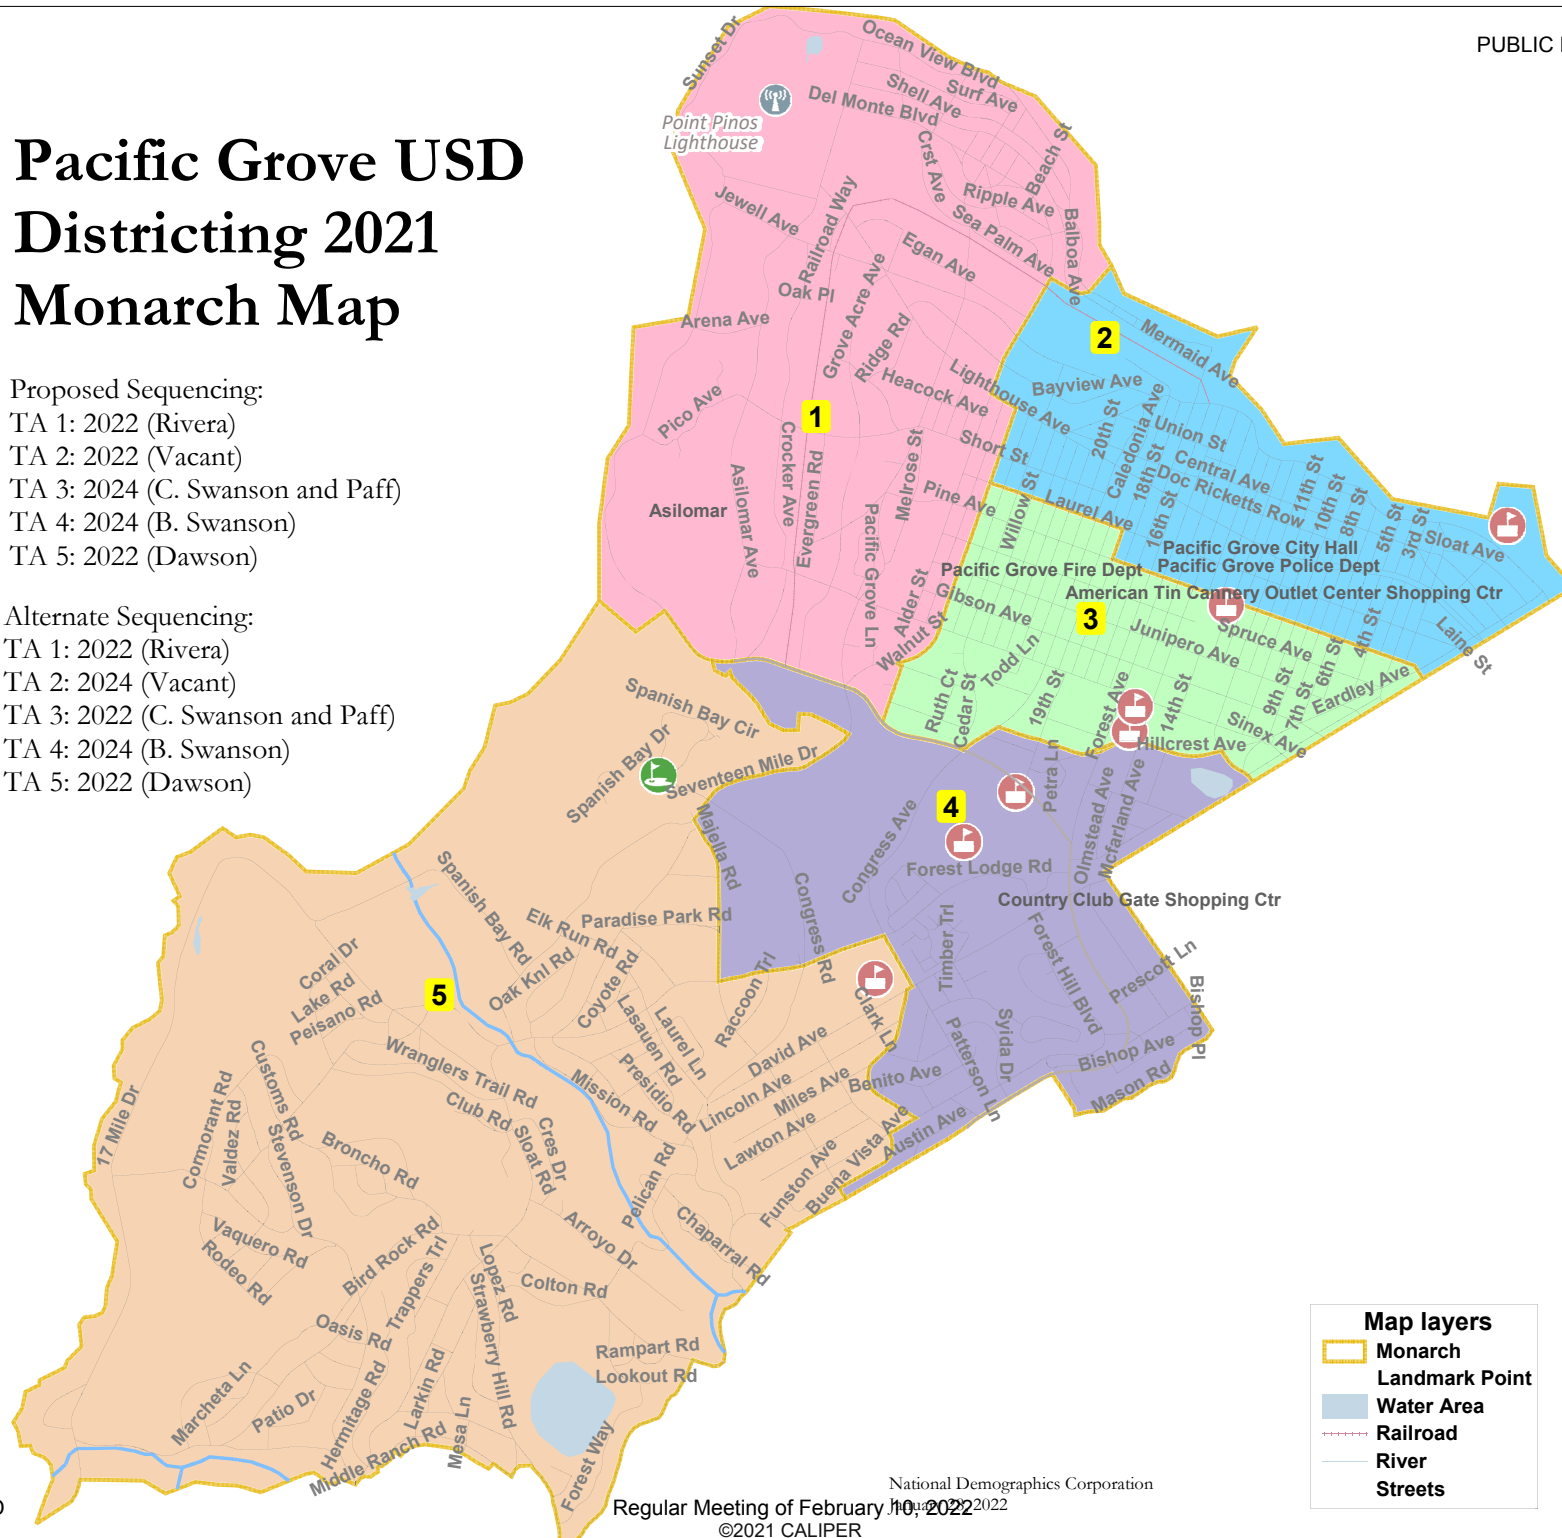 PUBLIC
Pacific Grove USD
Districting 2021
Monarch Map
Proposed Sequencing:
TA 1: 2022 (Rivera)
TA 2: 2022 (Vacant)
TA 3: 2024 (C. Swanson and Paff)
TA 4: 2024 (B. Swanson)
TA 5: 2022 (Dawson)
Alternate Sequencing:
TA 1: 2022 (Rivera)
TA 2: 2024 (Vacant)
TA 3: 2022 (C. Swanson and Paff)
TA 4: 2024 (B. Swanson)
TA 5: 2022 (Dawson)
Sunset Dr
Ocean View Blvd
Shell Ave
Surf Ave
Del Monte Blvd
Point Pinos
Lighthouse
Crst Ave
Beach St
Ripple Ave
Jewell Ave
Railroad Way
Sea Palm Ave
Balboa Ave
Egan Ave
Oak Pl
Grove Acre Ave
Arena Ave
Ridge Rd
Heacock Ave
Lighthouse Ave
Pico Ave
1
Crocker Ave
Evergreen Rd
Melrose St
Short St
Asilomar
Asilomar Ave
Pacific Grove Ln
Pine Ave
Alder St
Walnut St
2
Mermaid Ave
Bayview Ave
20th St
Caledonia Ave
Union St
Central Ave
18th St
Doc Ricketts Row
16th St
11th St
10th St
8th St
5th St
3rd St
Sloat Ave
Laurel Ave
Willow St
Pacific Grove City Hall
Pacific Grove Police Dept
Pacific Grove Fire Dept
American Tin Cannery Outlet Center Shopping Ctr
Gibson Ave
3
Junipero Ave
Spruce Ave
4th St
Laine St
6th St
7th St
9th St
Eardley Ave
Todd Ln
Ruth Ct
Cedar St
19th St
Forest Ave
14th St
Sinex Ave
Hillcrest Ave
Spanish Bay Cir
Spanish Bay Dr
Seventeen Mile Dr
Majella Rd
4
Petra Ln
Olmstead Ave
Mcfarland Ave
Congress Ave
Forest Lodge Rd
Country Club Gate Shopping Ctr
Congress Rd
Timber Trl
Forest Hill Blvd
Prescott Ln
Bishop Pl
Spanish Bay Rd
Elk Run Rd
Paradise Park Rd
Coral Dr
Lake Rd
Peisano Rd
5
Oak Knl Rd
Coyote Rd
Raccoon Trl
Clark Ln
Lasauen Rd
Laurel Ln
David Ave
Patterson Ln
Syida Dr
Bishop Ave
Mason Rd
Customs Rd
Wranglers Trail Rd
Mission Rd
Presidio Rd
Lincoln Ave
Miles Ave
Benito Ave
17 Mile Dr
Cormorant Rd
Valdez Rd
Stevenson Dr
Broncho Rd
Club Rd
Sloat Rd
Cres Dr
Lawton Ave
Austin Ave
Buena Vista Ave
Funston Ave
Pelican Rd
Chaparral Rd
Vaquero Rd
Rodeo Rd
Bird Rock Rd
Trappers Trl
Arroyo Dr
Lopez Rd
Strawberry Hill Rd
Colton Rd
Oasis Rd
Rampart Rd
Lookout Rd
Marcheta Ln
Patio Dr
Hermitage Rd
Larkin Rd
Mesa Ln
Middle Ranch Rd
Forest Way
Map layers
Monarch
Landmark Point
Water Area
Railroad
River
Streets
National Demographics Corporation
January 28, 2022
Regular Meeting of February 10, 2022
©2021 CALIPER